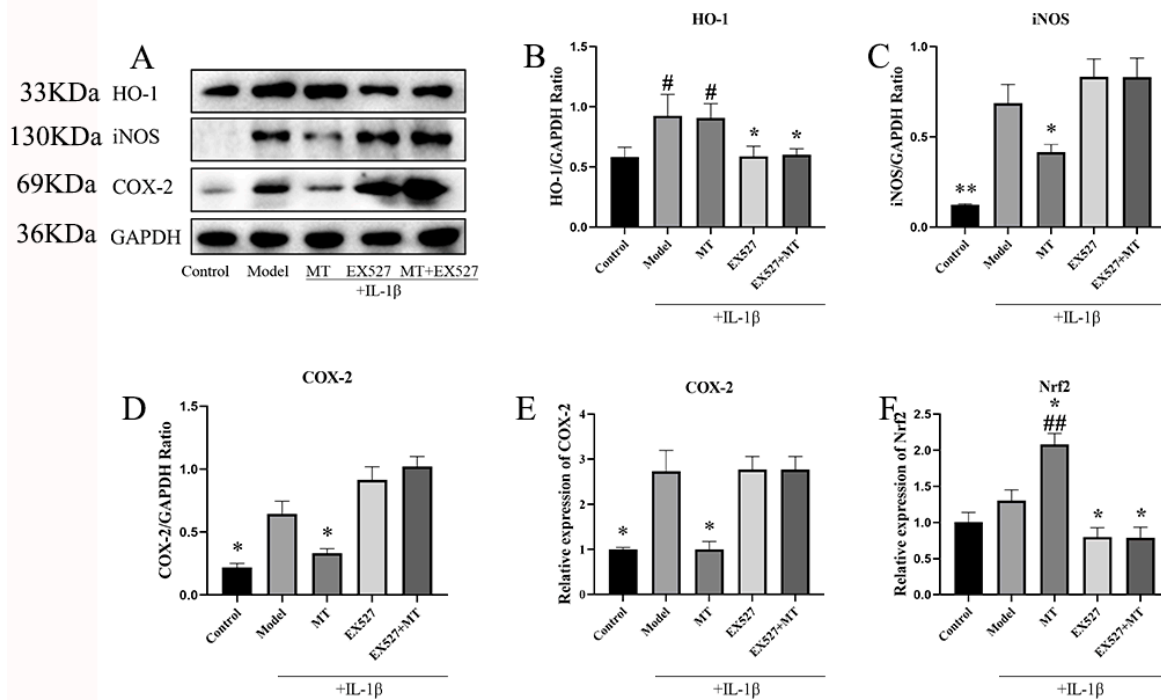 A
33KDa HO-1
130KDa iNOS
69KDa COX-2
36KDa GAPDH
Control Model MT EX527 MT+EX527
+IL-1β
B
HO-1
HO-1/GAPDH Ratio
1.5
1.0
0.5
0.0
# # * *
Control Model MT EX527 EX527+MT
+IL-1β
C
iNOS
iNOS/GAPDH Ratio
1.0
0.5
0.0
** *
Control Model MT EX527 EX527+MT
+IL-1β
D
COX-2
COX-2/GAPDH Ratio
1.5
1.0
0.5
0.0
* *
Control Model MT EX527 EX527+MT
+IL-1β
E
COX-2
Relative expression of COX-2
4
3
2
1
0
* *
Control Model MT EX527 EX527+MT
+IL-1β
F
Nrf2
Relative expression of Nrf2
2.5
2.0
1.5
1.0
0.5
0.0
*
##
* *
Control Model MT EX527 EX527+MT
+IL-1β